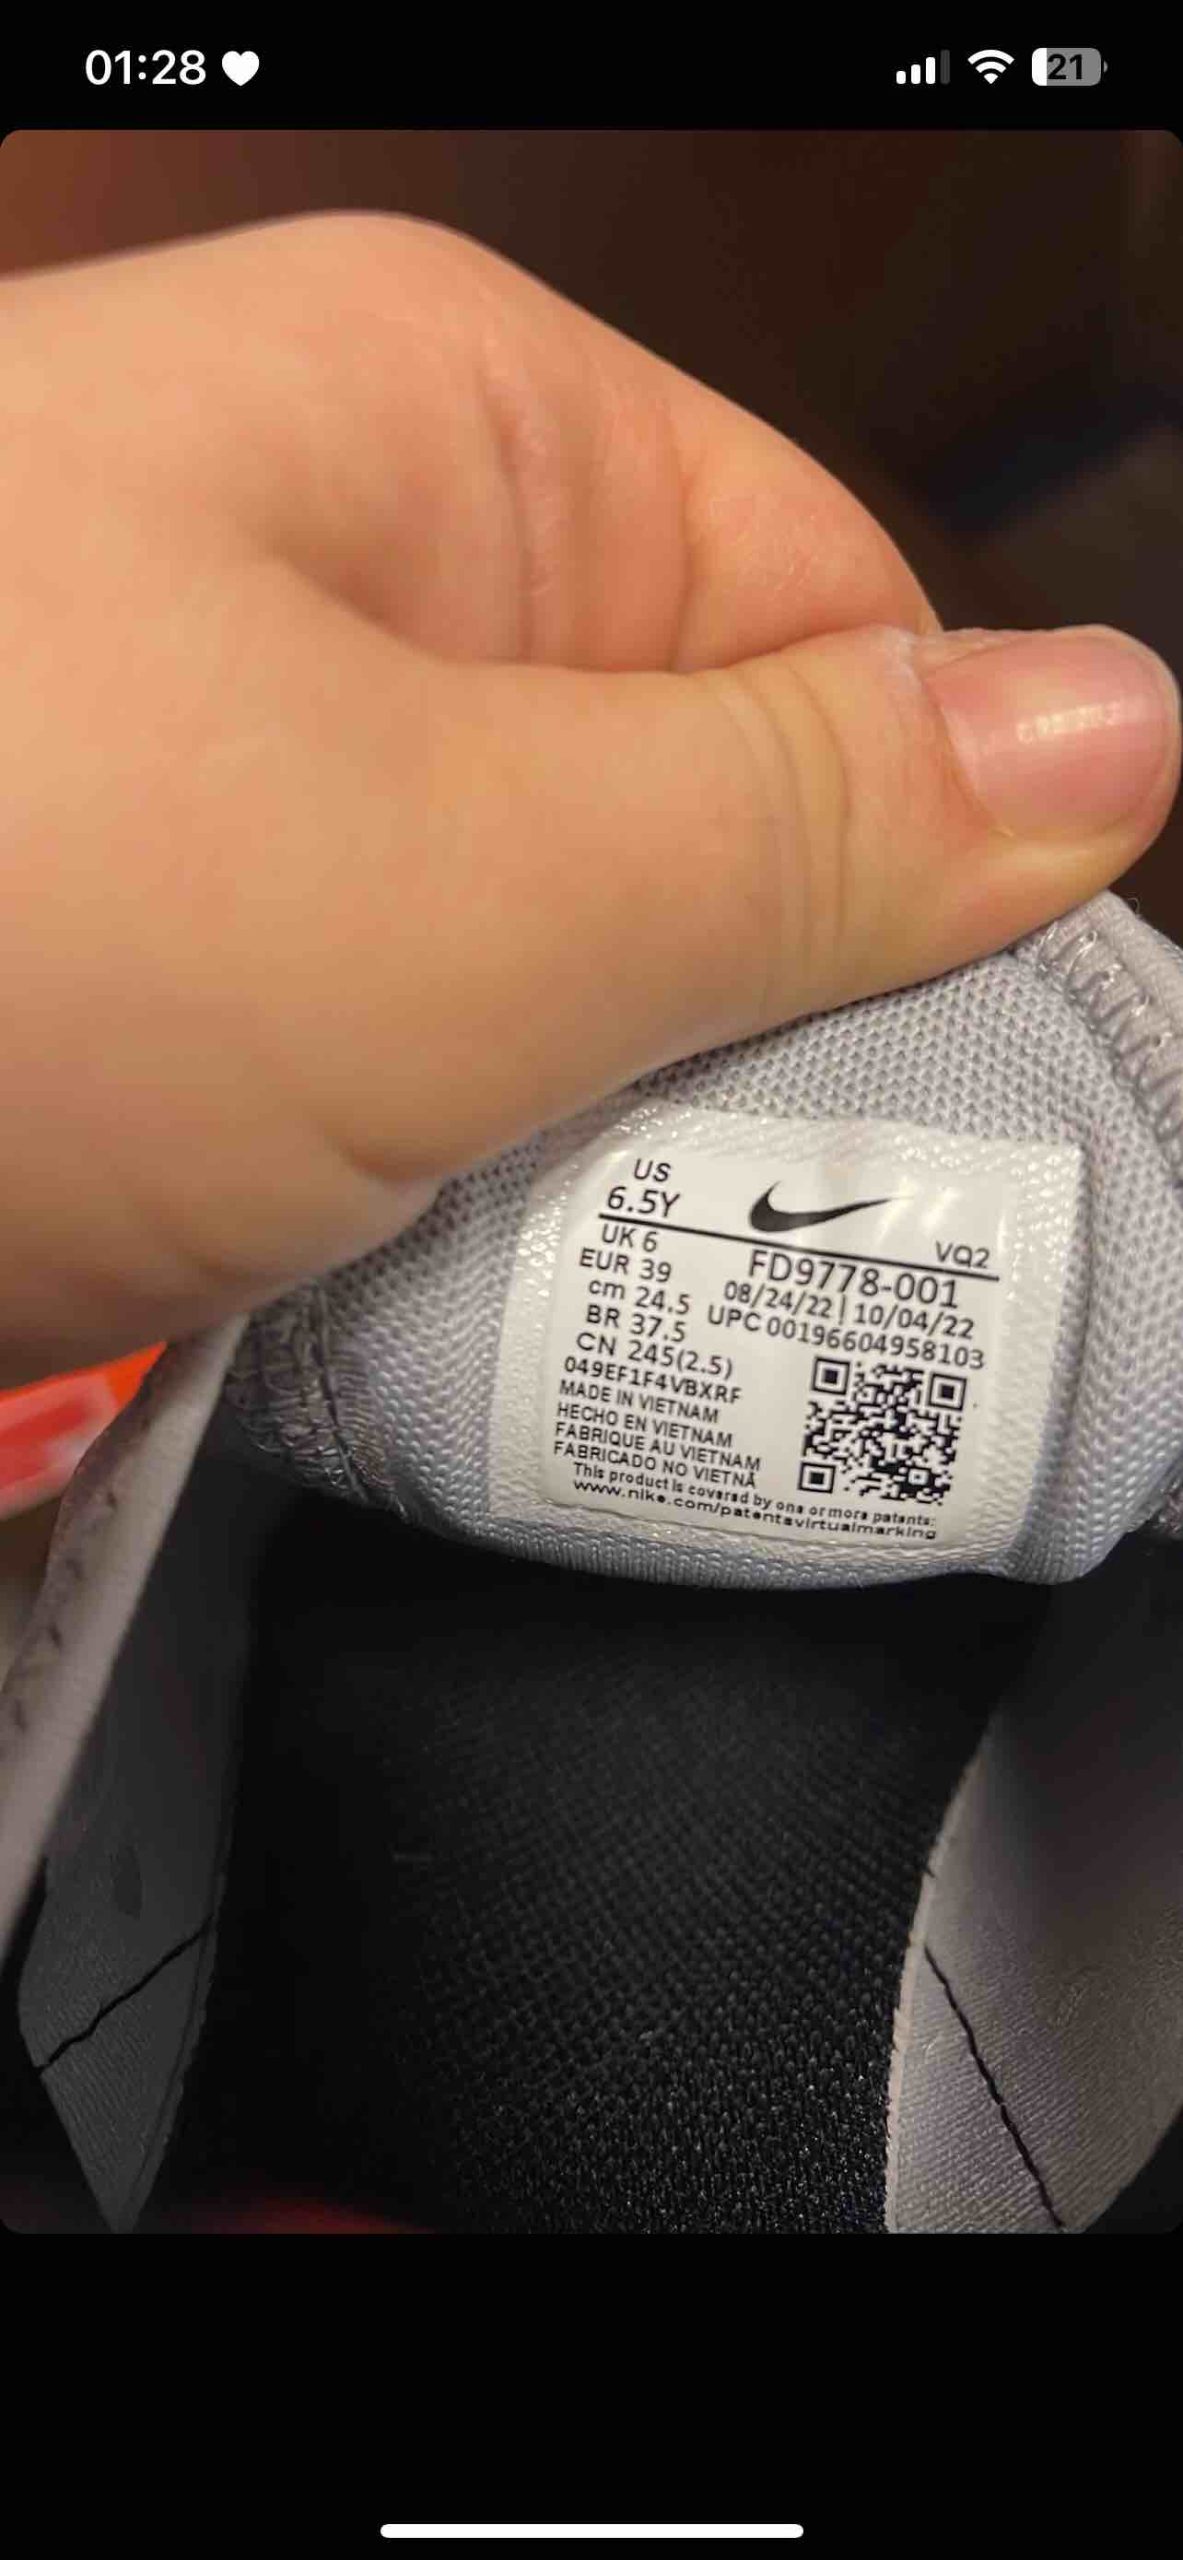 01:28
21
US
6.5Y
VQ2
UK 6
FD9778-001
EUR 39
08/24/22 | 10/04/22
cm 24.5
UPC 00196604958103
BR 37.5
CN 245(2.5)
049EF1F4VBXRF
MADE IN VIETNAM
HECHO EN VIETNAM
FABRIQUE AU VIETNAM
FABRICADO NO VIETNÃ
This product is covered by one or more patents:
www.nike.com/patentsvirtualmarking